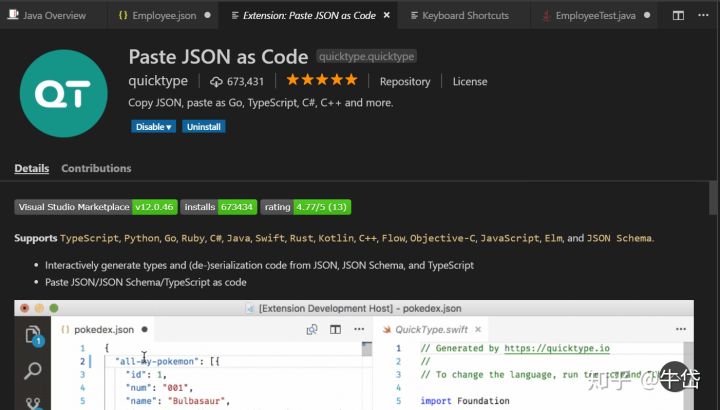 Java Overview
Employee.json
Extension: Paste JSON as Code
Keyboard Shortcuts
EmployeeTest.java
QT
Paste JSON as Code quicktype.quicktype
quicktype 673,431 Repository License
Copy JSON, paste as Go, TypeScript, C#, C++ and more.
Disable Uninstall
Details Contributions
Visual Studio Marketplace v12.0.46 installs 673434 rating 4.77/5 (13)
Supports TypeScript, Python, Go, Ruby, C#, Java, Swift, Rust, Kotlin, C++, Flow, Objective-C, JavaScript, Elm, and JSON Schema.
Interactively generate types and (de-)serialization code from JSON, JSON Schema, and TypeScript
Paste JSON/JSON Schema/TypeScript as code
[Extension Development Host] - pokedex.json
1
{} pokedex.json
QuickType.swift
1 {
2 "all-my-pokemon": [{
3 "id": 1,
4 "num": "001",
5 "name": "Bulbasaur",
// Generated by https://quicktype.io
//
// To change the language, run the
import Foundation
知乎 @牛岱